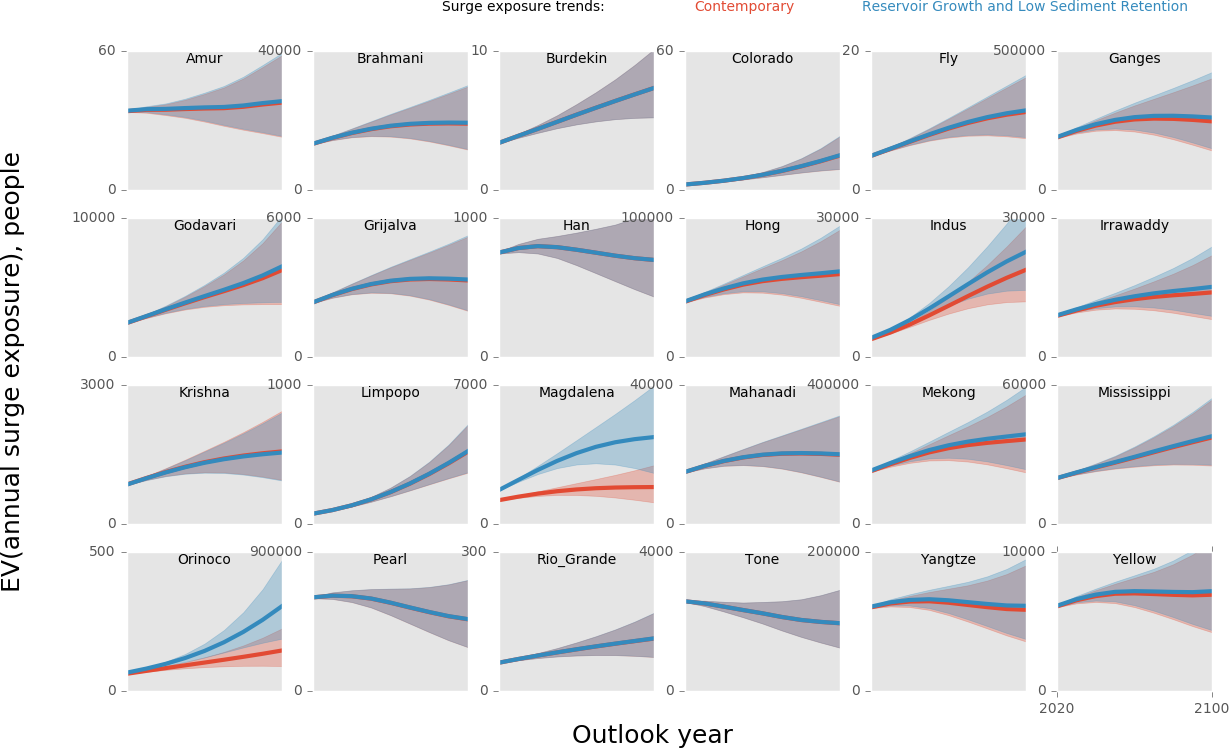 Surge exposure trends: Contemporary Reservoir Growth and Low Sediment Retention
60 40000 10 60 20 500000
Amur Brahmani Burdekin Colorado Fly Ganges
0 0 0 0 0 0
10000 6000 1000 100000 30000 30000
Godavari Grijalva Han Hong Indus Irrawaddy
0 0 0 0 0 0
3000 1000 7000 40000 400000 60000
Krishna Limpopo Magdalena Mahanadi Mekong Mississippi
0 0 0 0 0 0
500 900000 300 4000 200000 10000
Orinoco Pearl Rio_Grande Tone Yangtze Yellow
0 0 0 0 0 0
2020 2100
EV(annual surge exposure), people
Outlook year